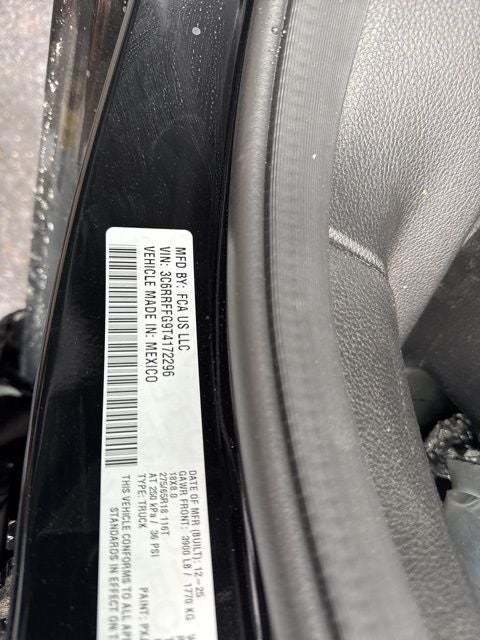 MFD BY: FCA US LLC
VIN: 3C6RRFFG9T4172296
VEHICLE MADE IN: MEXICO
DATE OF MFR (BUILT): 12-25
GAWR FRONT: 3900 LB / 1770 KG
18X8.0
275/65R18 116T
AT 250 kPa / 36 PSI
TYPE: TRUCK PAINT:
THIS VEHICLE CONFORMS TO ALL
STANDARDS IN EFFECT ON